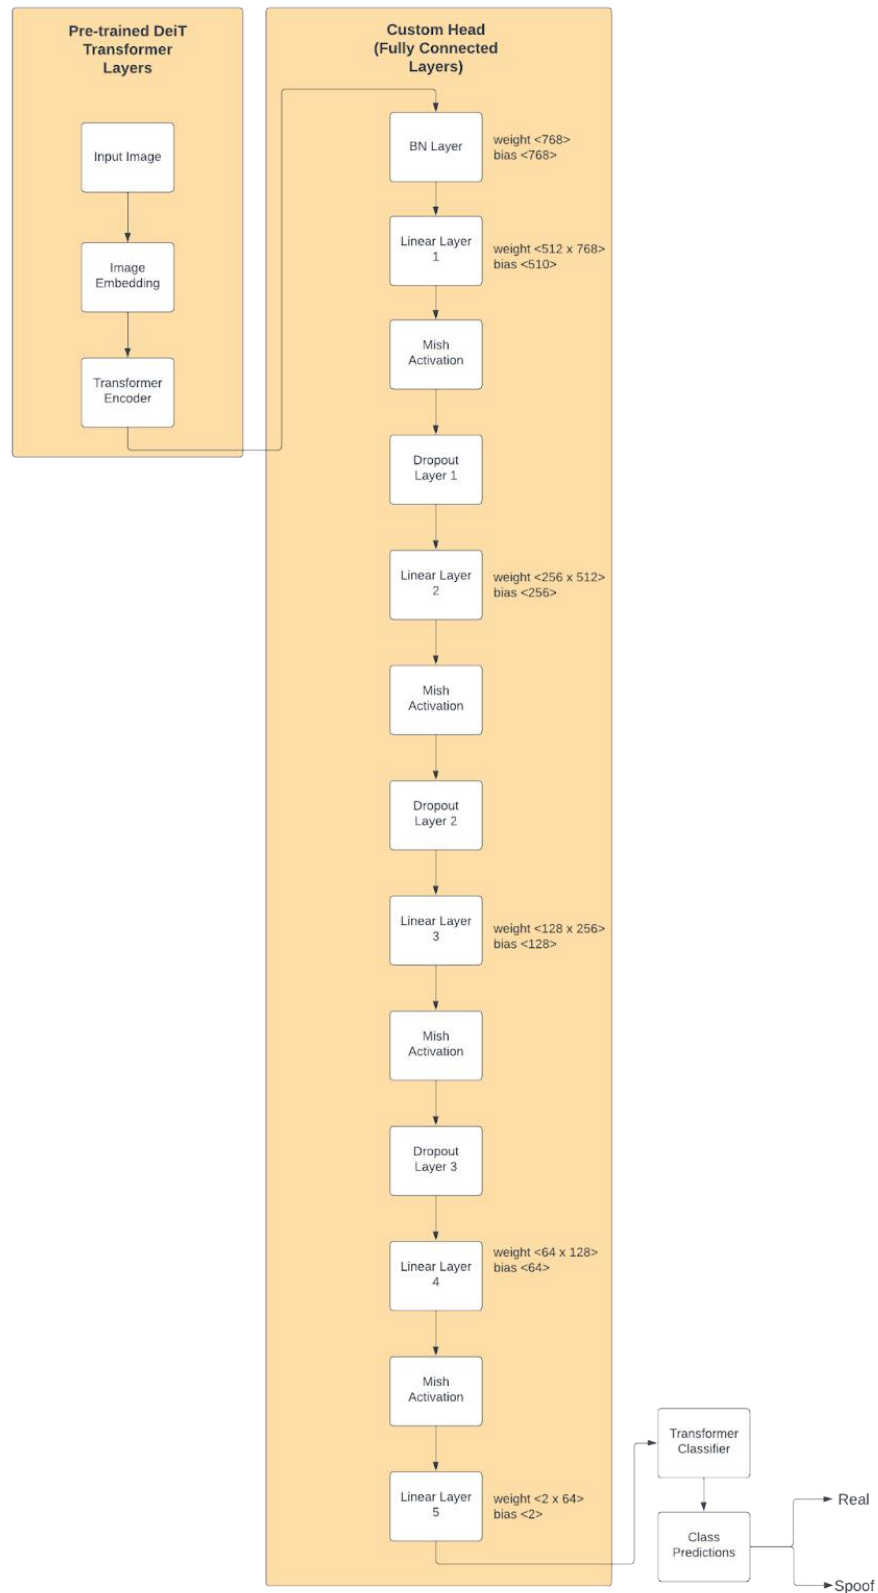 Pre-trained DeiT
Transformer
Layers
Input Image
Image
Embedding
Transformer
Encoder
Custom Head
(Fully Connected
Layers)
BN Layer
weight <768>
bias <768>
Linear Layer
1
weight <512 x 768>
bias <510>
Mish
Activation
Dropout
Layer 1
Linear Layer
2
weight <256 x 512>
bias <256>
Mish
Activation
Dropout
Layer 2
Linear Layer
3
weight <128 x 256>
bias <128>
Mish
Activation
Dropout
Layer 3
Linear Layer
4
weight <64 x 128>
bias <64>
Mish
Activation
Linear Layer
5
weight <2 x 64>
bias <2>
Transformer
Classifier
Class
Predictions
Real
Spoof